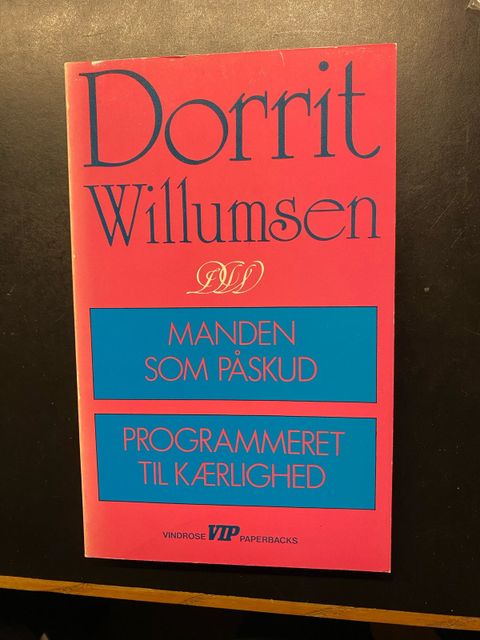 Dorrit
Willumsen
DW
MANDEN
SOM PÅSKUD
PROGRAMMERET
TIL KÆRLIGHED
VINDROSE VIP PAPERBACKS